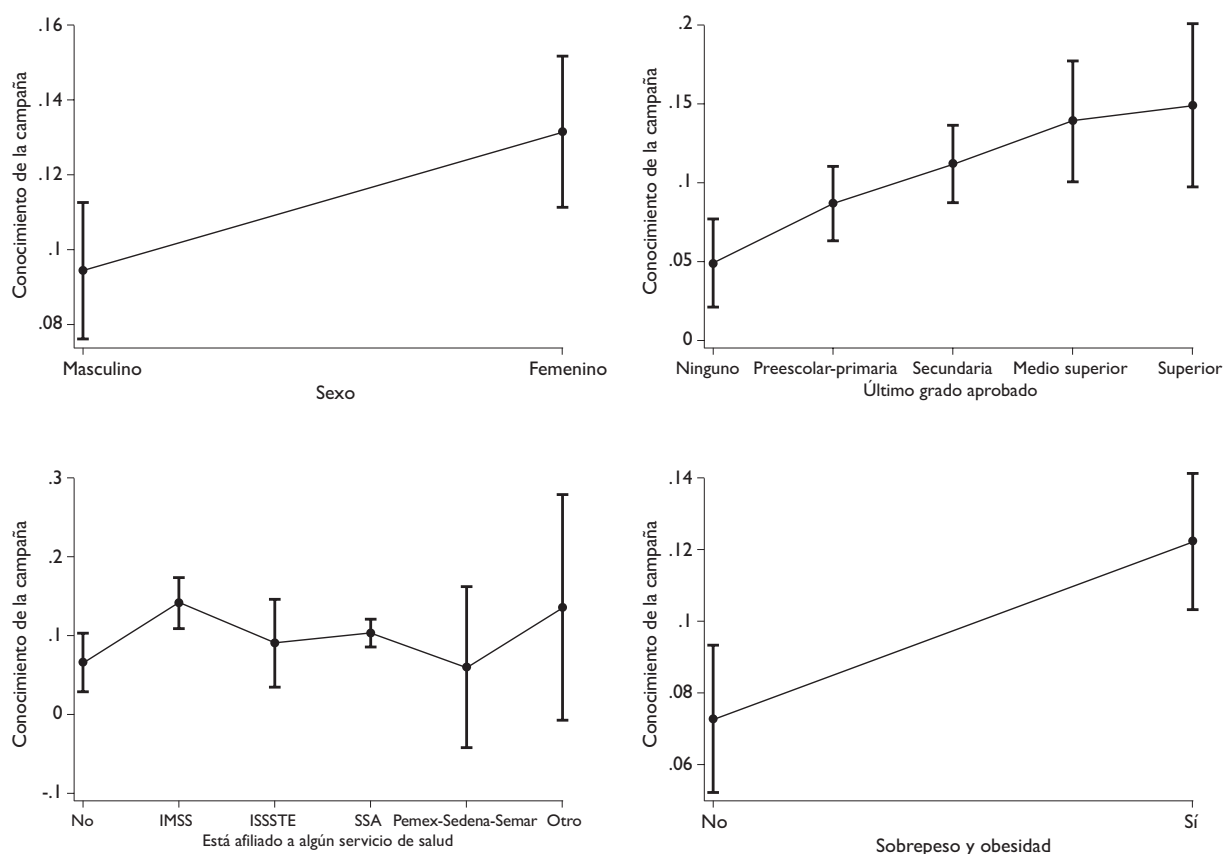 Conocimiento de la campaña
.16
.14
.12
.1
.08
Masculino Femenino
Sexo
Conocimiento de la campaña
.2
.15
.1
.05
0
Ninguno Preescolar-primaria Secundaria Medio superior Superior
Último grado aprobado
Conocimiento de la campaña
.3
.2
.1
0
-.1
No IMSS ISSSTE SSA Pemex-Sedena-Semar Otro
Está afiliado a algún servicio de salud
Conocimiento de la campaña
.14
.12
.1
.08
.06
No Sí
Sobrepeso y obesidad